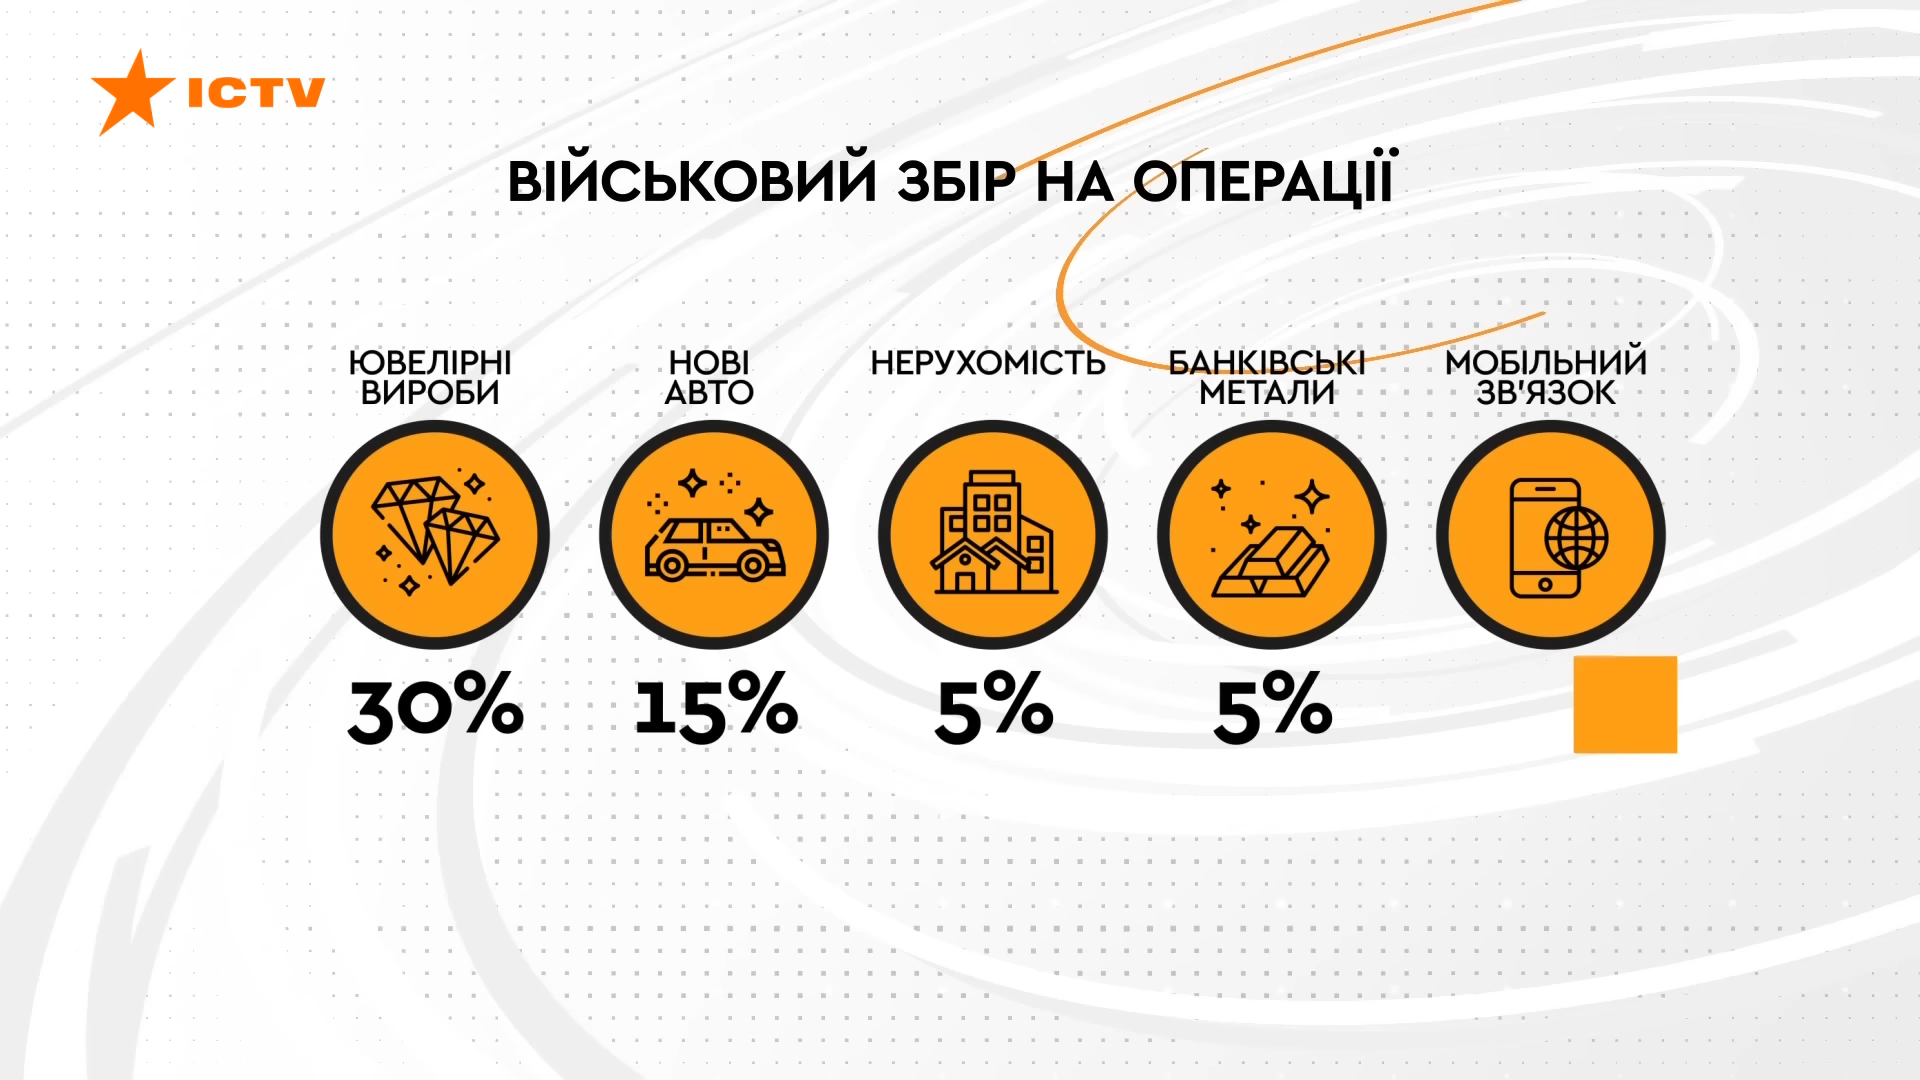 ICTV
ВІЙСЬКОВИЙ ЗБІР НА ОПЕРАЦІЇ
ЮВЕЛІРНІ
ВИРОБИ
НОВІ
АВТО
НЕРУХОМІСТЬ
БАНКІВСЬКІ
МЕТАЛИ
МОБІЛЬНИЙ
ЗВ'ЯЗОК
30%
15%
5%
5%